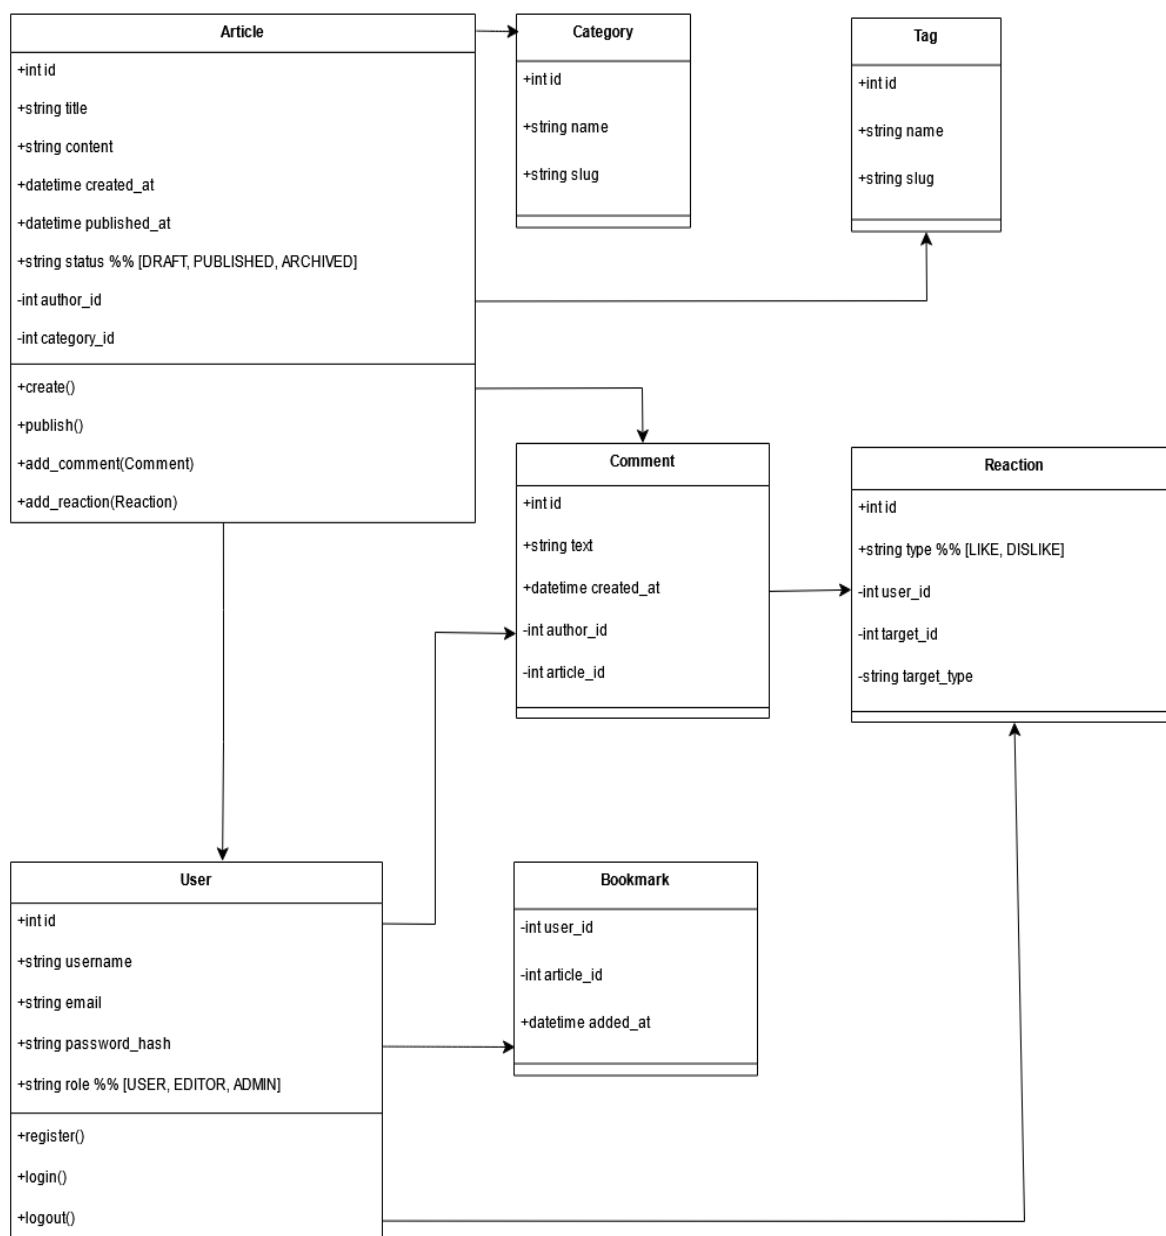 Article
+int id
+string title
+string content
+datetime created_at
+datetime published_at
+string status %% [DRAFT, PUBLISHED, ARCHIVED]
-int author_id
-int category_id
+create()
+publish()
+add_comment(Comment)
+add_reaction(Reaction)
Category
+int id
+string name
+string slug
Tag
+int id
+string name
+string slug
Comment
+int id
+string text
+datetime created_at
-int author_id
-int article_id
Reaction
+int id
+string type %% [LIKE, DISLIKE]
-int user_id
-int target_id
-string target_type
User
+int id
+string username
+string email
+string password_hash
+string role %% [USER, EDITOR, ADMIN]
+register()
+login()
+logout()
Bookmark
-int user_id
-int article_id
+datetime added_at